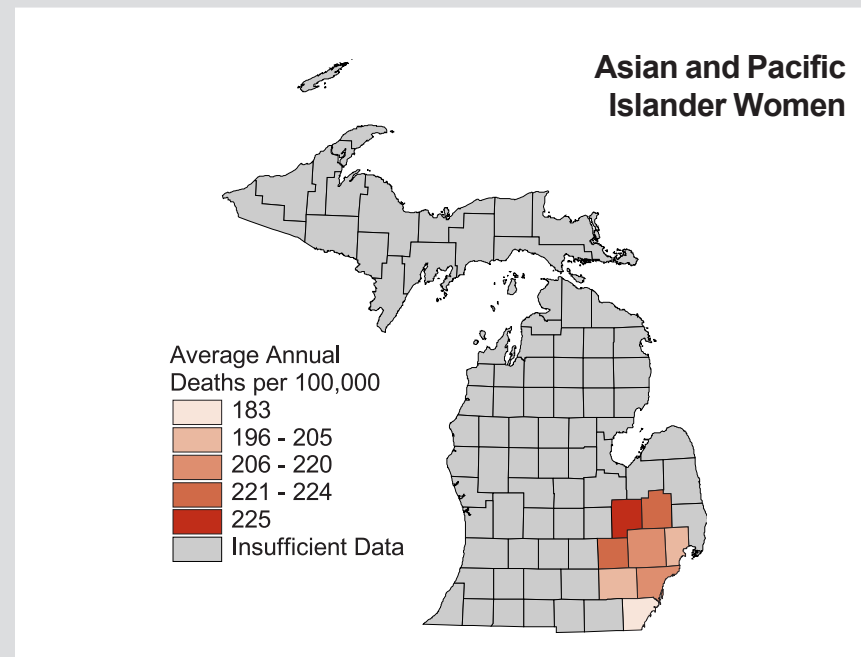 Asian and Pacific
Islander Women
Average Annual
Deaths per 100,000
183
196 - 205
206 - 220
221 - 224
225
Insufficient Data